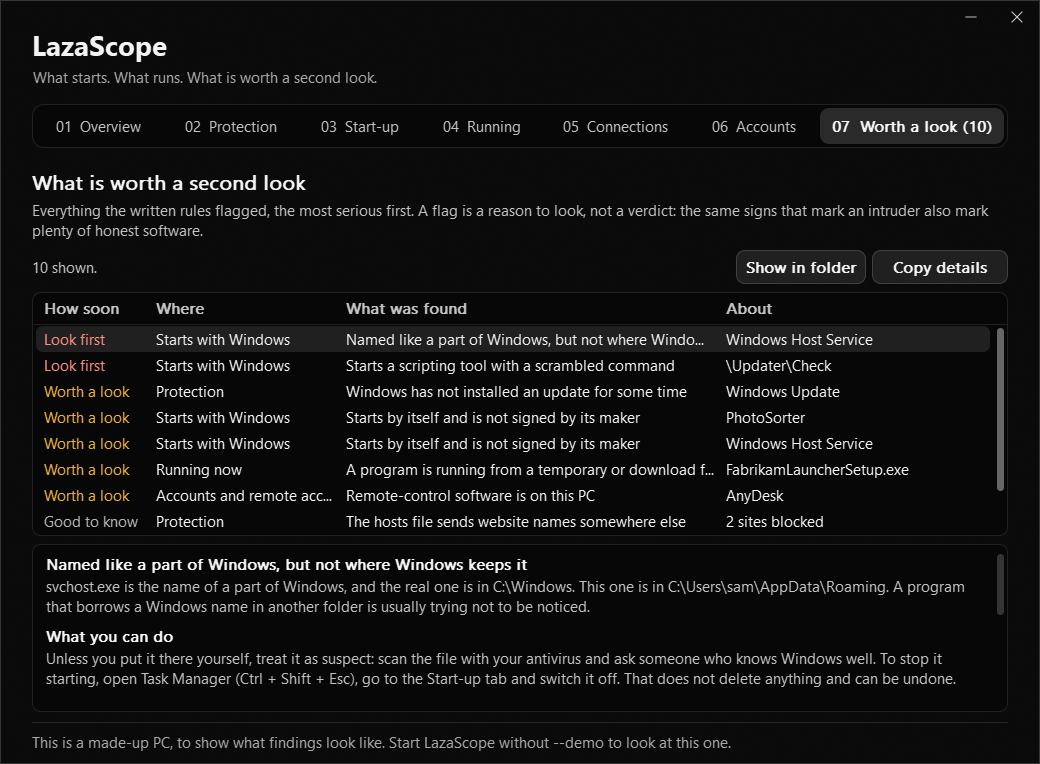 LazaScope
What starts. What runs. What is worth a second look.
01 Overview 02 Protection 03 Start-up 04 Running 05 Connections 06 Accounts 07 Worth a look (10)
What is worth a second look
Everything the written rules flagged, the most serious first. A flag is a reason to look, not a verdict: the same signs that mark an intruder also mark
plenty of honest software.
10 shown. Show in folder Copy details
How soon Where What was found About
Look first Starts with Windows Named like a part of Windows, but not where Windo... Windows Host Service
Look first Starts with Windows Starts a scripting tool with a scrambled command \Updater\Check
Worth a look Protection Windows has not installed an update for some time Windows Update
Worth a look Starts with Windows Starts by itself and is not signed by its maker PhotoSorter
Worth a look Starts with Windows Starts by itself and is not signed by its maker Windows Host Service
Worth a look Running now A program is running from a temporary or download f... FabrikamLauncherSetup.exe
Worth a look Accounts and remote acc... Remote-control software is on this PC AnyDesk
Good to know Protection The hosts file sends website names somewhere else 2 sites blocked
Named like a part of Windows, but not where Windows keeps it
svchost.exe is the name of a part of Windows, and the real one is in C:\Windows. This one is in C:\Users\sam\AppData\Roaming. A program
that borrows a Windows name in another folder is usually trying not to be noticed.
What you can do
Unless you put it there yourself, treat it as suspect: scan the file with your antivirus and ask someone who knows Windows well. To stop it
starting, open Task Manager (Ctrl + Shift + Esc), go to the Start-up tab and switch it off. That does not delete anything and can be undone.
This is a made-up PC, to show what findings look like. Start LazaScope without --demo to look at this one.